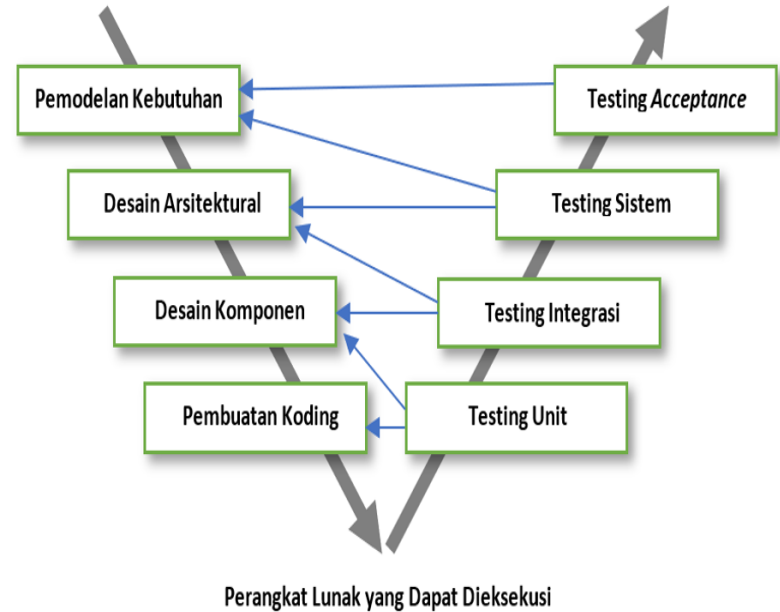 Pemodelan Kebutuhan
Testing Acceptance
Desain Arsitektural
Testing Sistem
Desain Komponen
Testing Integrasi
Pembuatan Koding
Testing Unit
Perangkat Lunak yang Dapat Dieksekusi